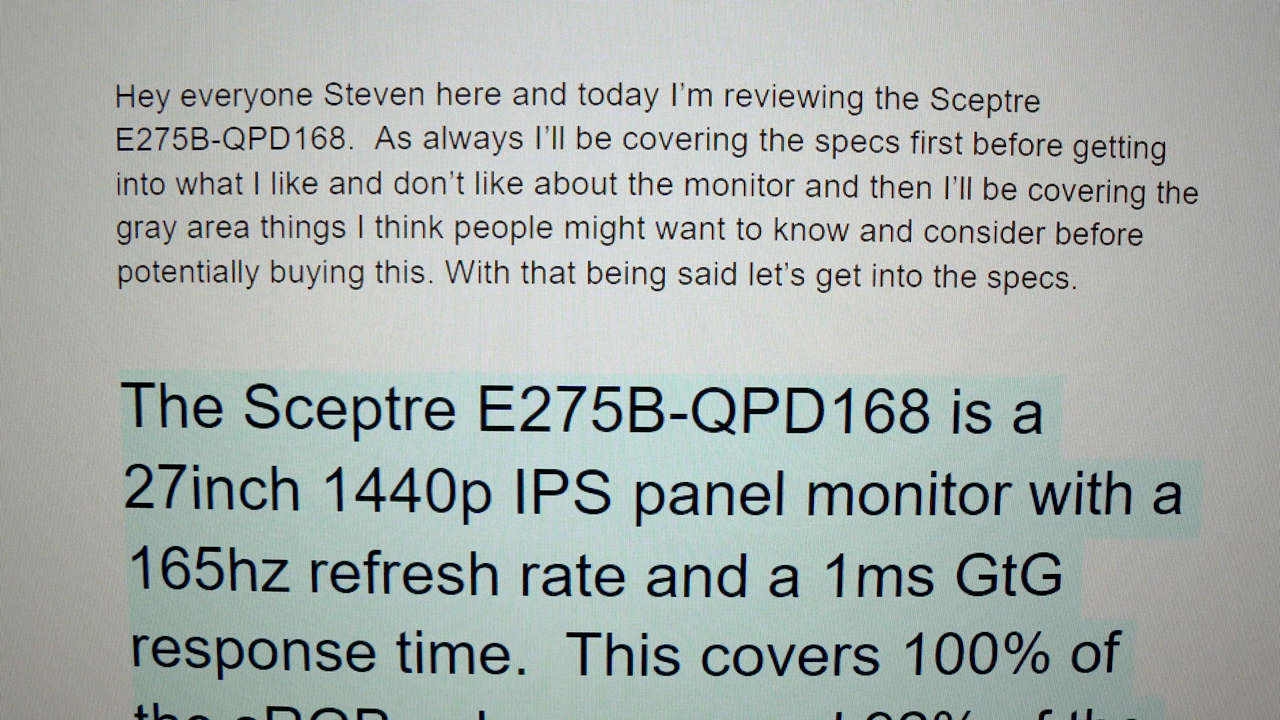 Hey everyone Steven here and today I’m reviewing the Sceptre
E275B-QPD168.  As always I’ll be covering the specs first before getting
into what I like and don’t like about the monitor and then I’ll be covering the
gray area things I think people might want to know and consider before
potentially buying this. With that being said let’s get into the specs.
The Sceptre E275B-QPD168 is a
27inch 1440p IPS panel monitor with a
165hz refresh rate and a 1ms GtG
response time.  This covers 100% of